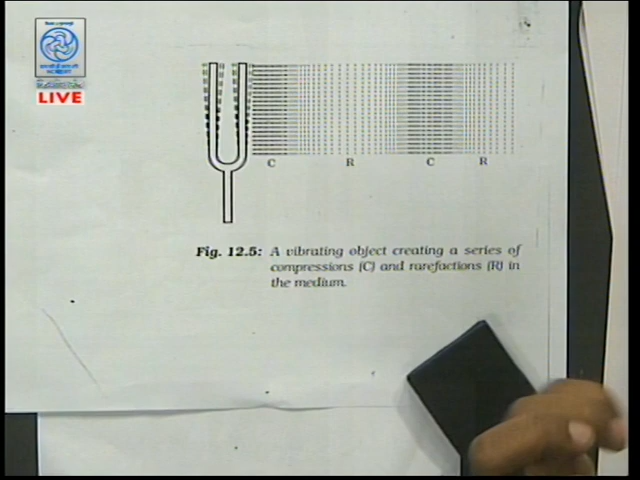 LIVE
C R C R
Fig. 12.5: A vibrating object creating a series of
compressions (C) and rarefactions (R) in
the medium.